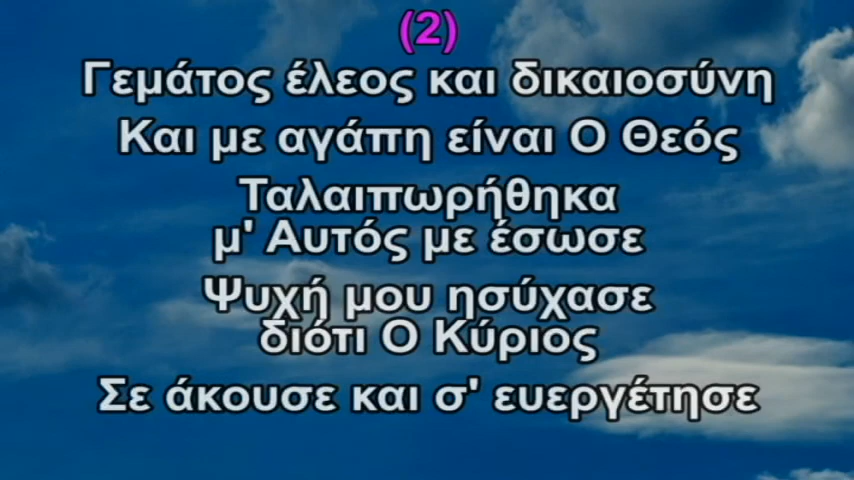 (2)
Γεμάτος έλεος και δικαιοσύνη
Και με αγάπη είναι Ο Θεός
Ταλαιπωρήθηκα
μ' Αυτός με έσωσε
Ψυχή μου ησύχασε
διότι Ο Κύριος
Σε άκουσε και σ' ευεργέτησε